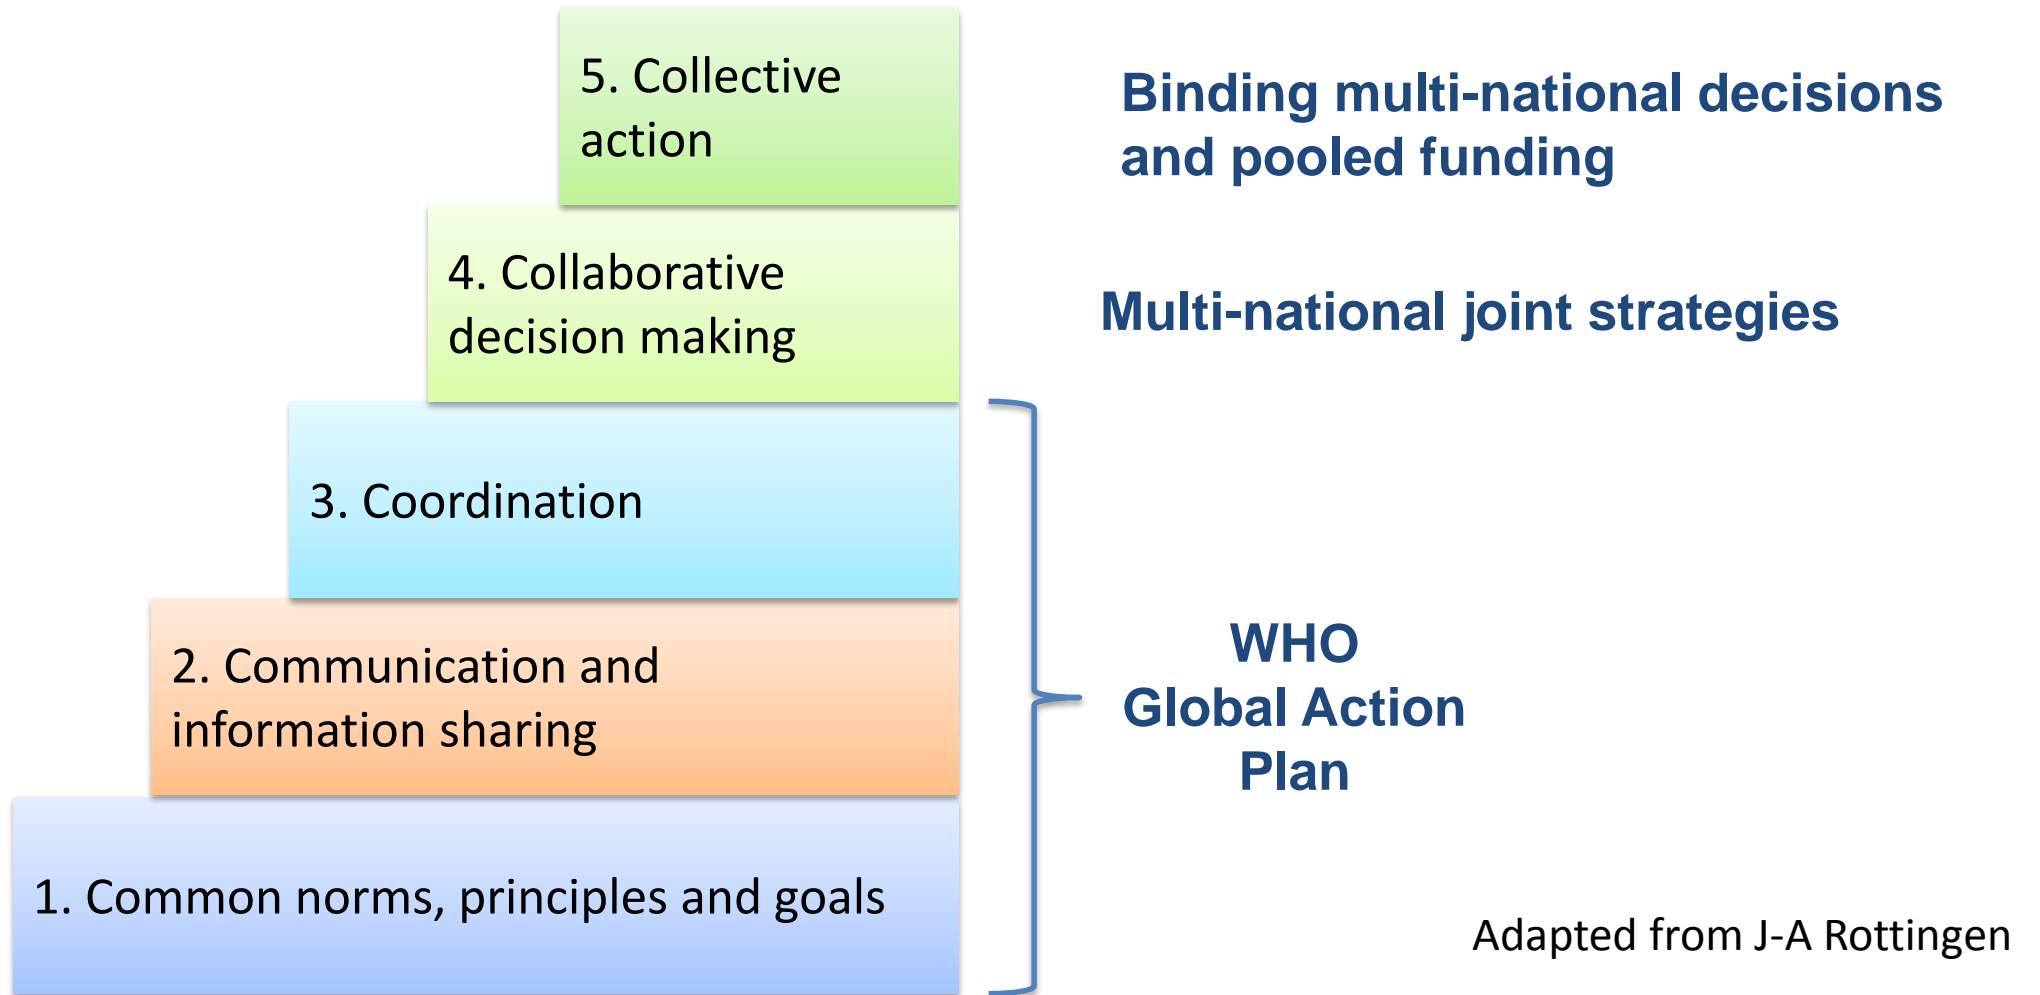 5. Collective
action
Binding multi-national decisions
and pooled funding
4. Collaborative
decision making
Multi-national joint strategies
3. Coordination
2. Communication and
information sharing
WHO
Global Action
Plan
1. Common norms, principles and goals
Adapted from J-A Rottingen